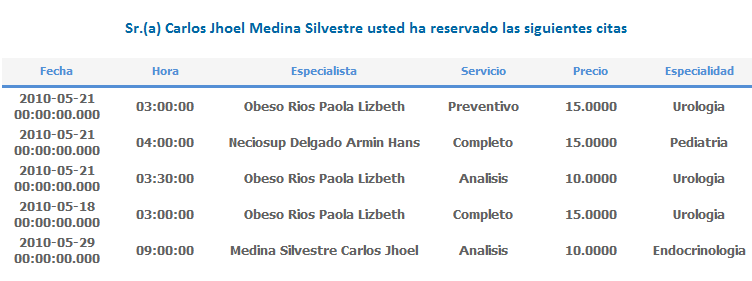 Sr.(a) Carlos Jhoel Medina Silvestre usted ha reservado las siguientes citas
Fecha Hora Especialista Servicio Precio Especialidad
2010-05-21 00:00:00.000 03:00:00 Obeso Rios Paola Lizbeth Preventivo 15.0000 Urologia
2010-05-21 00:00:00.000 04:00:00 Neciosup Delgado Armin Hans Completo 15.0000 Pediatria
2010-05-21 00:00:00.000 03:30:00 Obeso Rios Paola Lizbeth Analisis 10.0000 Urologia
2010-05-18 00:00:00.000 03:00:00 Obeso Rios Paola Lizbeth Completo 15.0000 Urologia
2010-05-29 00:00:00.000 09:00:00 Medina Silvestre Carlos Jhoel Analisis 10.0000 Endocrinologia